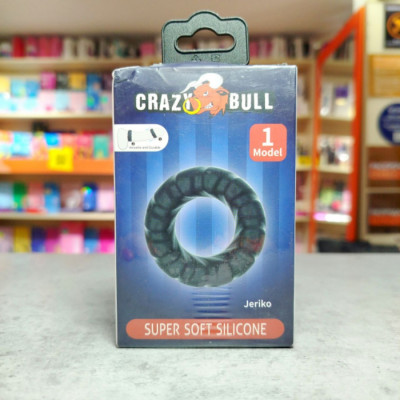 CRAZY BULL
1
Model
Jeriko
SUPER SOFT SILICONE